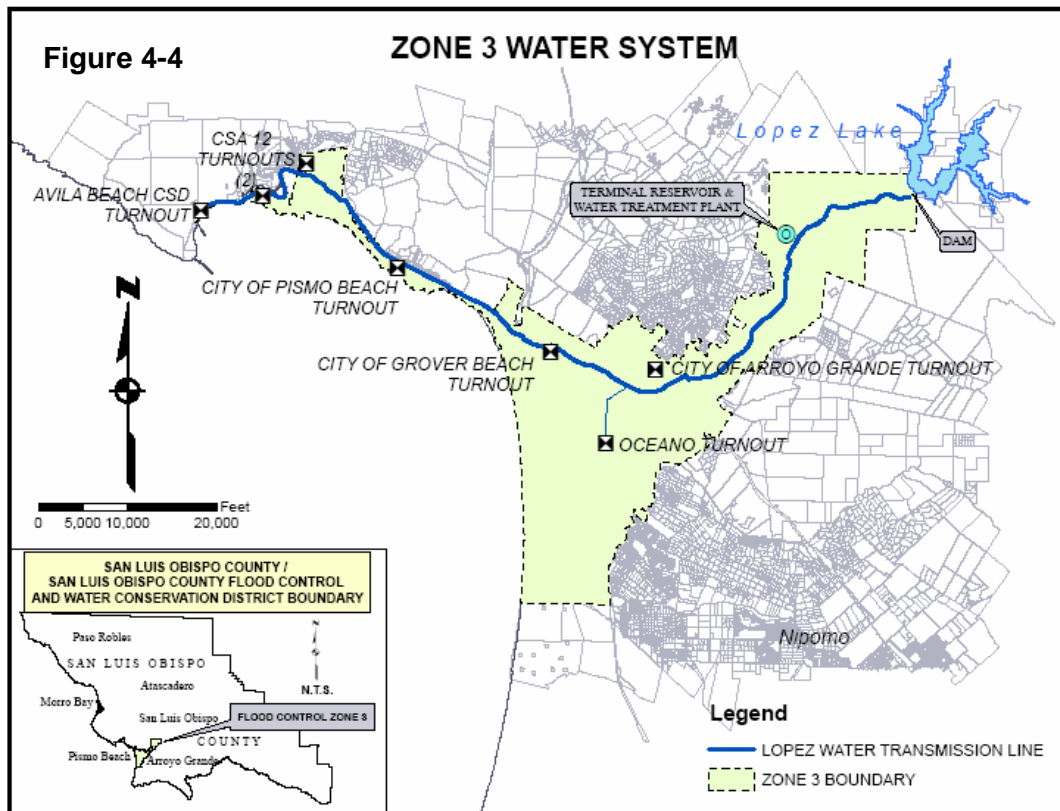 Figure 4-4
ZONE 3 WATER SYSTEM
Lopez Lake
CSA 12
TURNOUTS
(2)
AVILA BEACH CSD
TURNOUT
TERMINAL RESERVOIR &
WATER TREATMENT PLANT
DAM
CITY OF PISMO BEACH
TURNOUT
N
CITY OF GROVER BEACH
TURNOUT
CITY OF ARROYO GRANDE TURNOUT
OCEANO TURNOUT
Feet
0 5,000 10,000 20,000
Nipomo
SAN LUIS OBISPO COUNTY /
SAN LUIS OBISPO COUNTY FLOOD CONTROL
AND WATER CONSERVATION DISTRICT BOUNDARY
Paso Robles
SAN LUIS OBISPO
N.T.S.
Atascadero
Morro Bay
San Luis Obispo
FLOOD CONTROL ZONE 3
COUNTY
Pismo Beach
Arroyo Grande
Legend
LOPEZ WATER TRANSMISSION LINE
ZONE 3 BOUNDARY